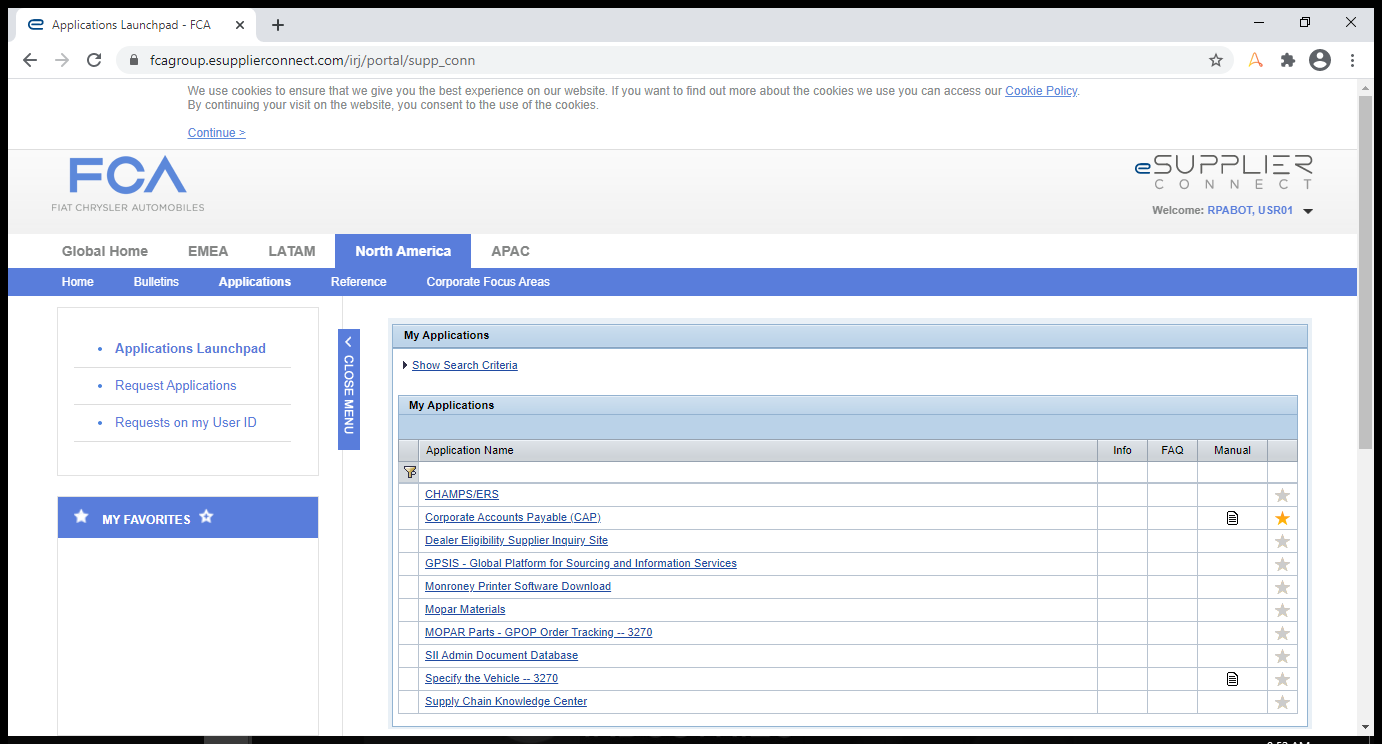 Applications Launchpad - FCA
fcagroup.esupplierconnect.com/irj/portal/supp_conn
We use cookies to ensure that we give you the best experience on our website. If you want to find out more about the cookies we use you can access our Cookie Policy.
By continuing your visit on the website, you consent to the use of the cookies.
Continue >
FCA
FIAT CHRYSLER AUTOMOBILES
eSUPPLIER
CONNECT
Welcome: RPABOT, USR01
Global Home EMEA LATAM North America APAC
Home Bulletins Applications Reference Corporate Focus Areas
Applications Launchpad
Request Applications
Requests on my User ID
CLOSE MENU
MY FAVORITES
My Applications
Show Search Criteria
My Applications
Application Name Info FAQ Manual
CHAMPS/ERS
Corporate Accounts Payable (CAP)
Dealer Eligibility Supplier Inquiry Site
GPSIS - Global Platform for Sourcing and Information Services
Monroney Printer Software Download
Mopar Materials
MOPAR Parts - GPOP Order Tracking -- 3270
SII Admin Document Database
Specify the Vehicle -- 3270
Supply Chain Knowledge Center